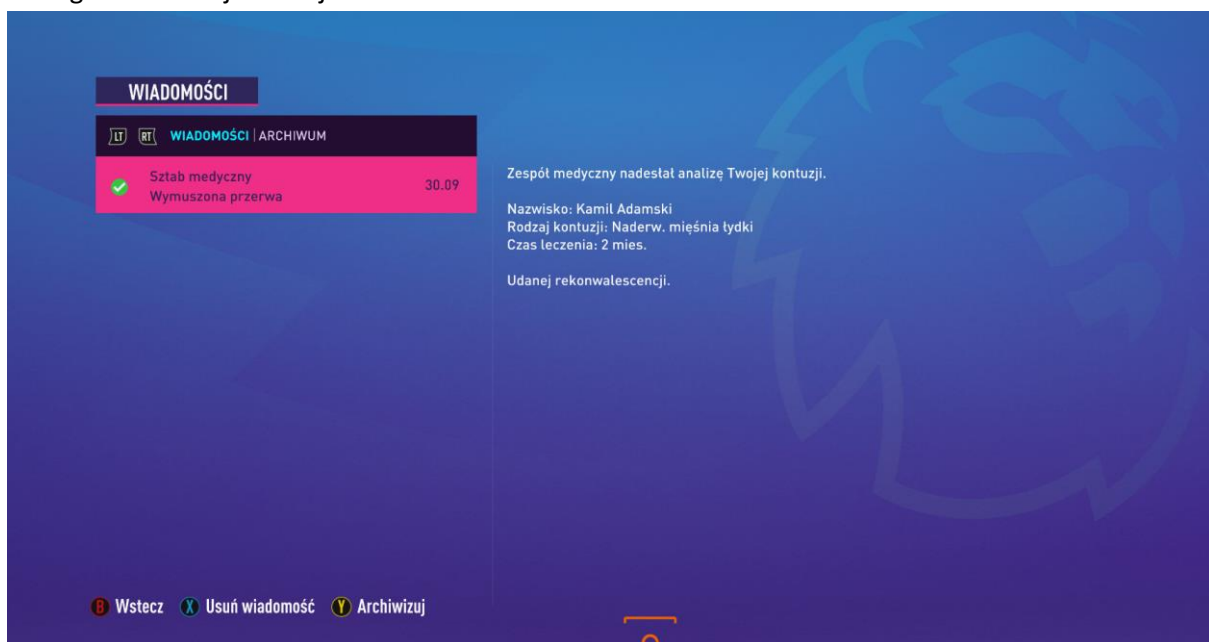 WIADOMOŚCI
LT RT WIADOMOŚCI | ARCHIWUM
Sztab medyczny
Wymuszona przerwa
30.09
Zespół medyczny nadesłał analizę Twojej kontuzji.
Nazwisko: Kamil Adamski
Rodzaj kontuzji: Naderw. mięśnia łydki
Czas leczenia: 2 mies.
Udanej rekonwalescencji.
B Wstecz X Usuń wiadomość Y Archiwizuj